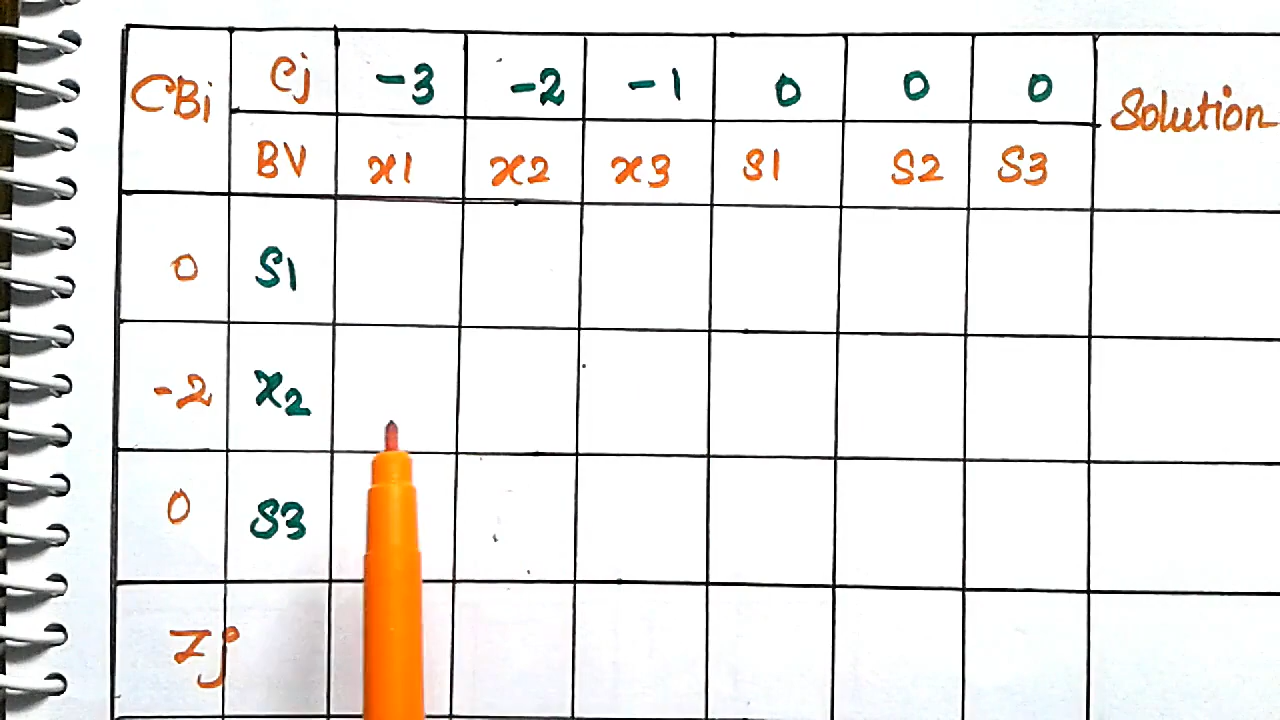 CBi Cj -3 -2 -1 0 0 0 Solution
BV x1 x2 x3 S1 S2 S3
0 S1
-2 x2
0 S3
Zj